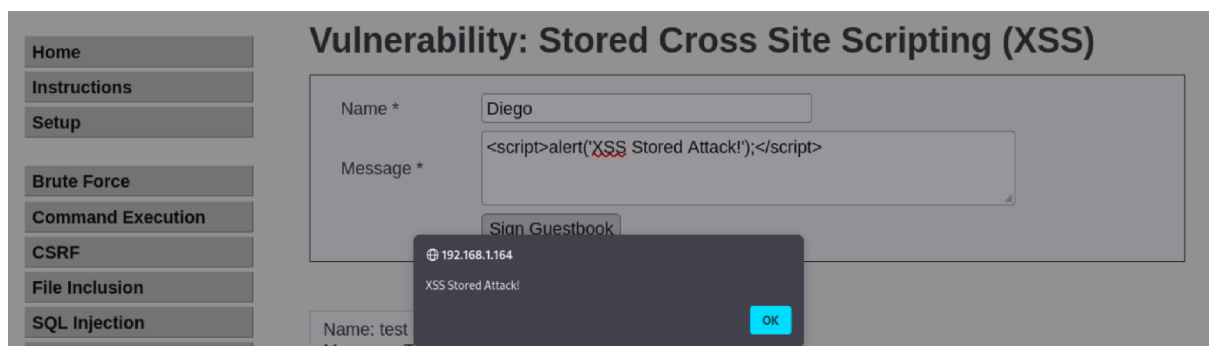 Vulnerability: Stored Cross Site Scripting (XSS)
Home
Instructions
Setup
Brute Force
Command Execution
CSRF
File Inclusion
SQL Injection
Name *
Diego
Message *
<script>alert('XSS Stored Attack!');</script>
Sign Guestbook
192.168.1.164
XSS Stored Attack!
OK
Name: test